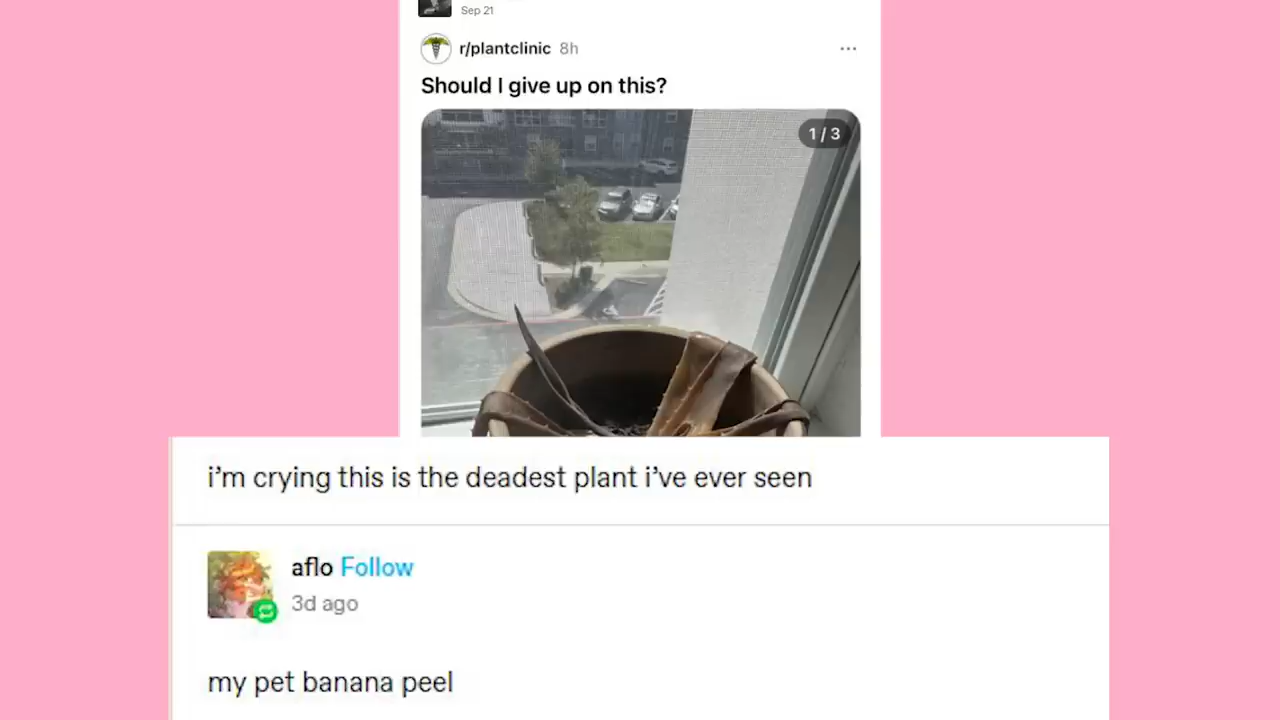 Sep 21
r/plantclinic 8h
Should I give up on this?
1 / 3
i'm crying this is the deadest plant i've ever seen
aflo Follow
3d ago
my pet banana peel